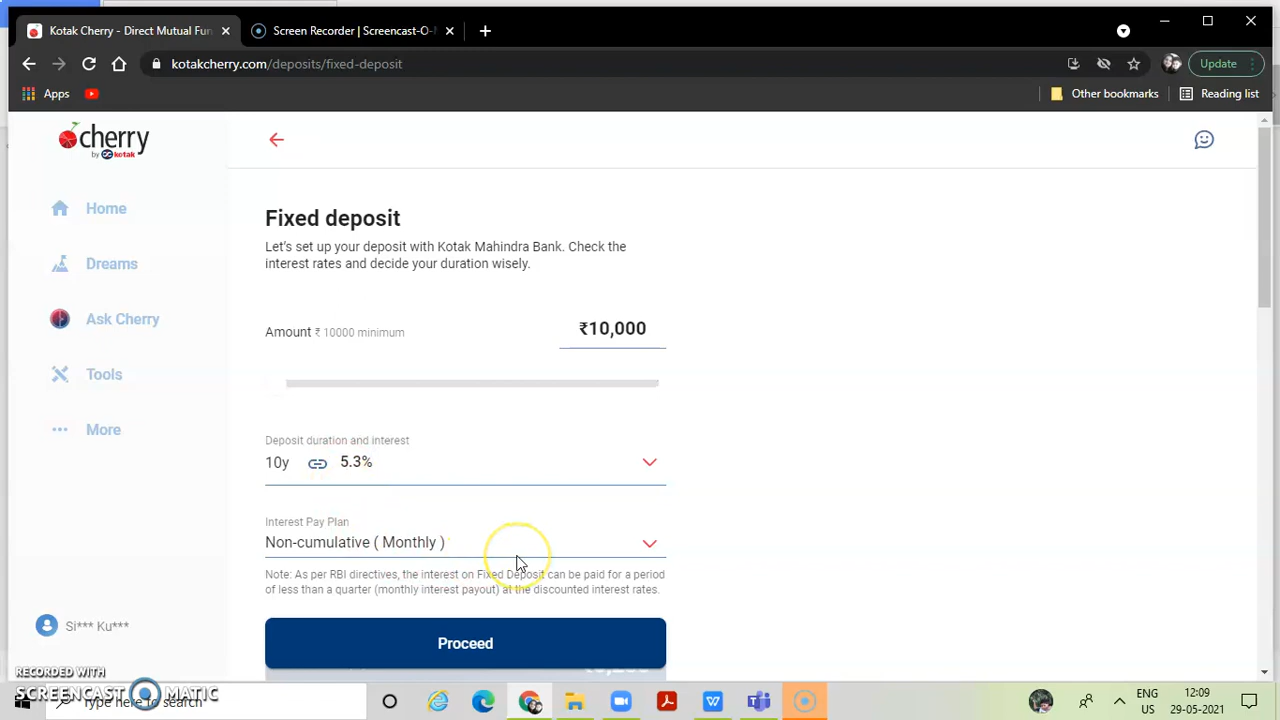 Kotak Cherry - Direct Mutual Fun
Screen Recorder | Screencast-O-
kotakcherry.com/deposits/fixed-deposit
Update
Apps
Other bookmarks
Reading list
cherry
by kotak
Home
Dreams
Ask Cherry
Tools
More
Si*** Ku***
Fixed deposit
Let's set up your deposit with Kotak Mahindra Bank. Check the
interest rates and decide your duration wisely.
Amount ₹ 10000 minimum
₹10,000
Deposit duration and interest
10y 5.3%
Interest Pay Plan
Non-cumulative ( Monthly )
Note: As per RBI directives, the interest on Fixed Deposit can be paid for a period
of less than a quarter (monthly interest payout) at the discounted interest rates.
Proceed
RECORDED WITH
SCREENCAST MATIC
Type here to search
ENG
US
12:09
29-05-2021